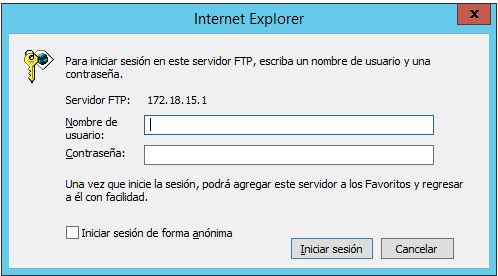 Internet Explorer
x
Para iniciar sesión en este servidor FTP, escriba un nombre de usuario y una
contraseña.
Servidor FTP: 172.18.15.1
Nombre de
usuario:
Contraseña:
Una vez que inicie la sesión, podrá agregar este servidor a los Favoritos y regresar
a él con facilidad.
Iniciar sesión de forma anónima
Iniciar sesión Cancelar